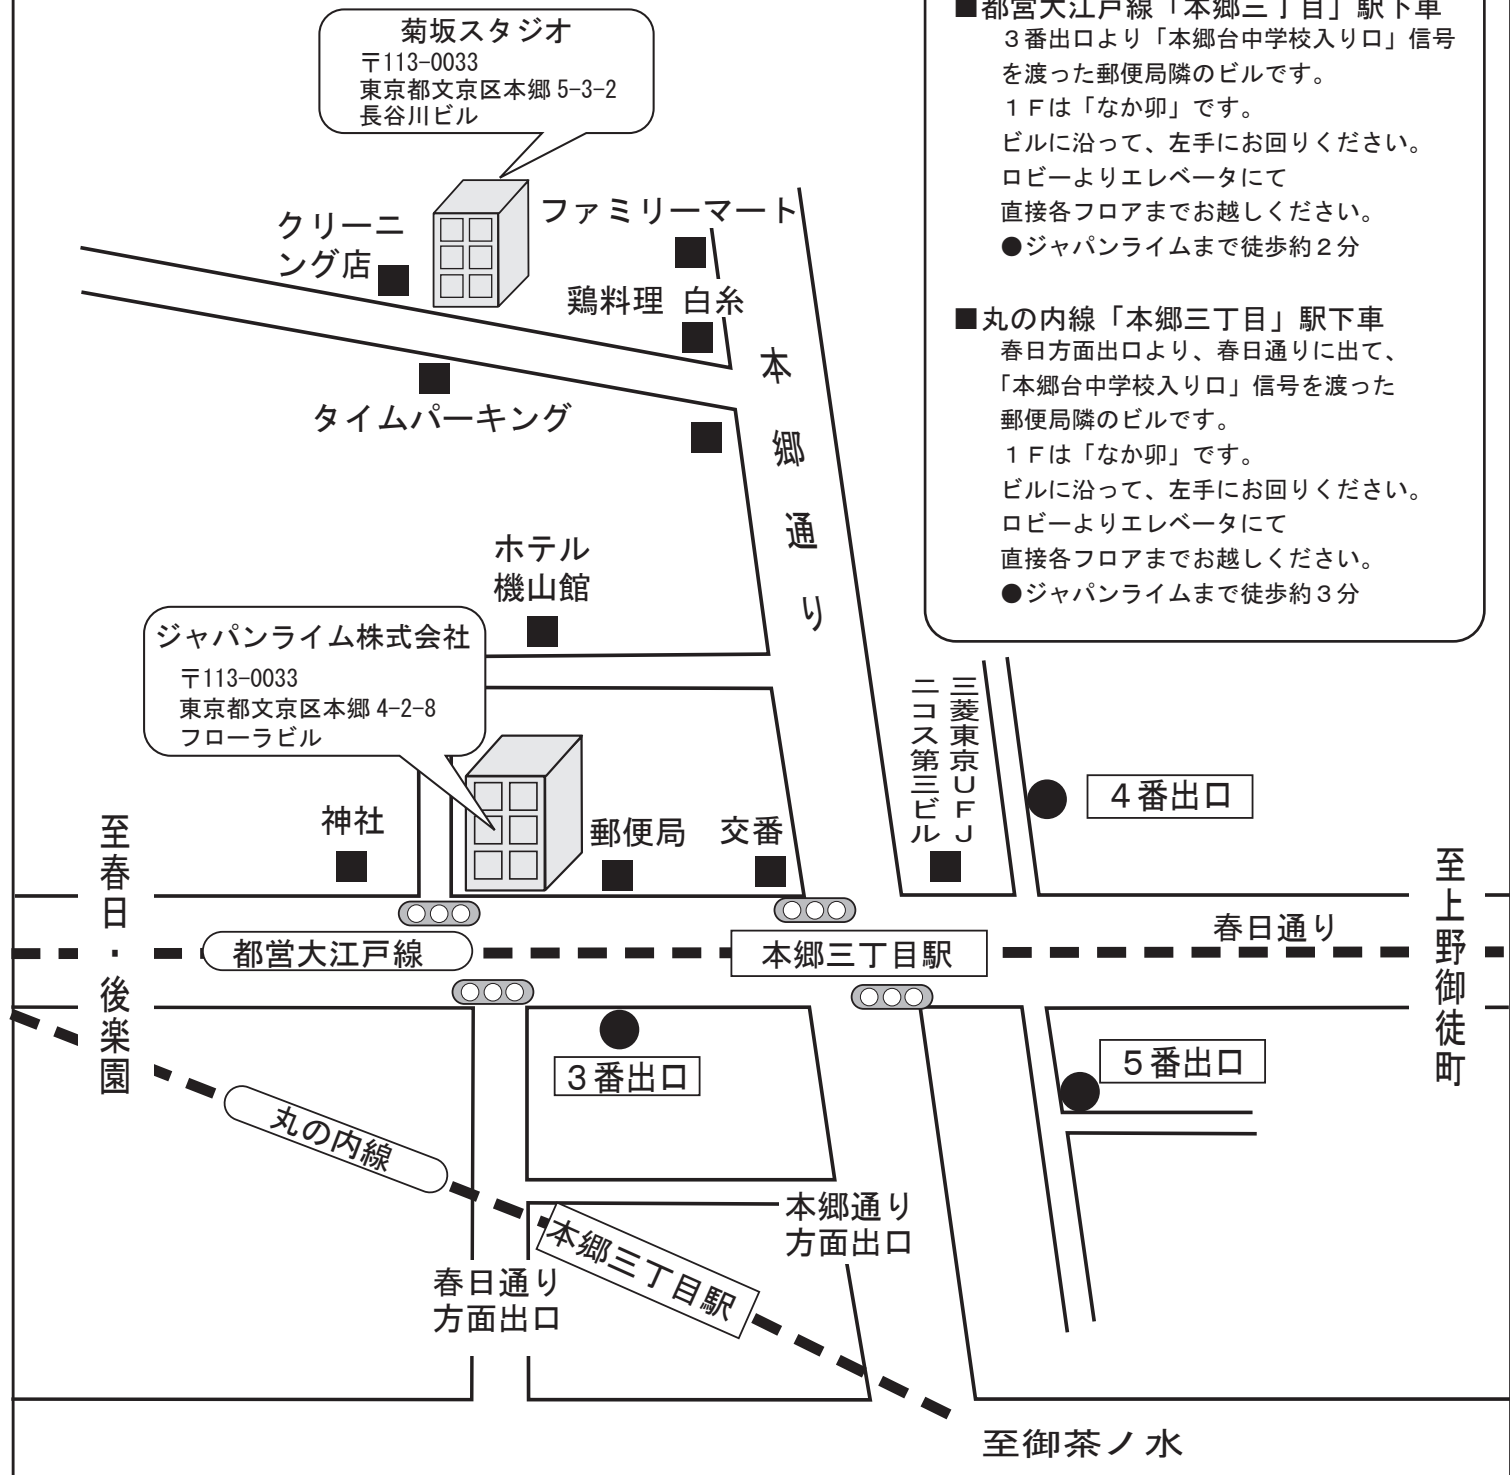 菊坂スタジオ
〒113-0033
東京都文京区本郷 5-3-2
長谷川ビル
■都営大江戸線「本郷三丁目」駅下車
３番出口より「本郷台中学校入り口」信号
を渡った郵便局隣のビルです。
１Ｆは「なか卯」です。
ビルに沿って、左手にお回りください。
ロビーよりエレベータにて
直接各フロアまでお越しください。
●ジャパンライムまで徒歩約２分
■丸の内線「本郷三丁目」駅下車
春日方面出口より、春日通りに出て、
「本郷台中学校入り口」信号を渡った
郵便局隣のビルです。
１Ｆは「なか卯」です。
ビルに沿って、左手にお回りください。
ロビーよりエレベータにて
直接各フロアまでお越しください。
●ジャパンライムまで徒歩約３分
クリーニ
ング店
ファミリーマート
鶏料理 白糸
タイムパーキング
本郷通り
ホテル
機山館
ジャパンライム株式会社
〒113-0033
東京都文京区本郷 4-2-8
フローラビル
三菱東京ＵＦＪ
ニコス第三ビル
４番出口
神社
郵便局
交番
至春日・後楽園
至上野御徒町
春日通り
都営大江戸線
本郷三丁目駅
３番出口
５番出口
丸の内線
本郷通り
方面出口
本郷三丁目駅
春日通り
方面出口
至御茶ノ水